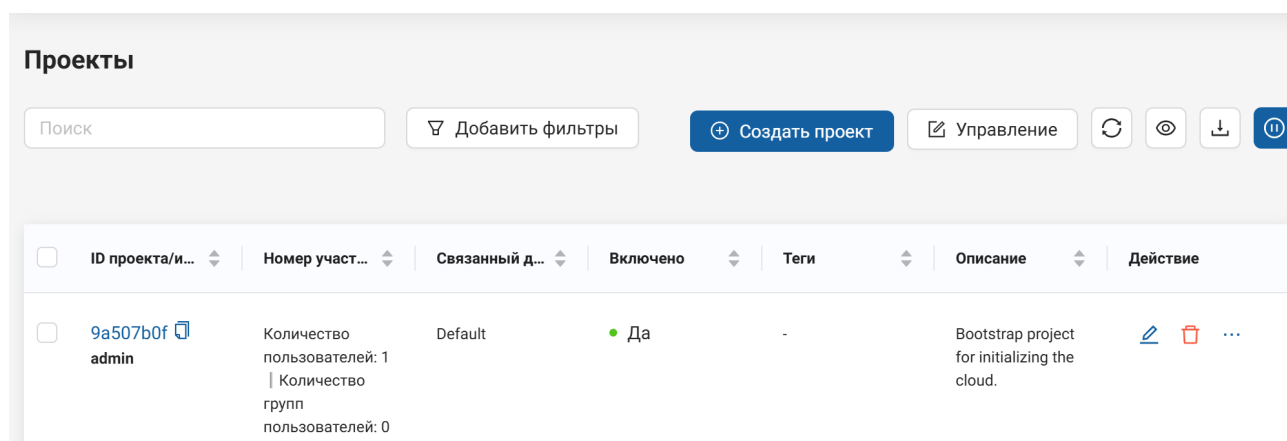 Проекты
Поиск
Добавить фильтры
Создать проект
Управление
ID проекта/и...
Номер участ...
Связанный д...
Включено
Теги
Описание
Действие
9a507b0f
admin
Количество
пользователей: 1
| Количество
групп
пользователей: 0
Default
Да
-
Bootstrap project
for initializing the
cloud.